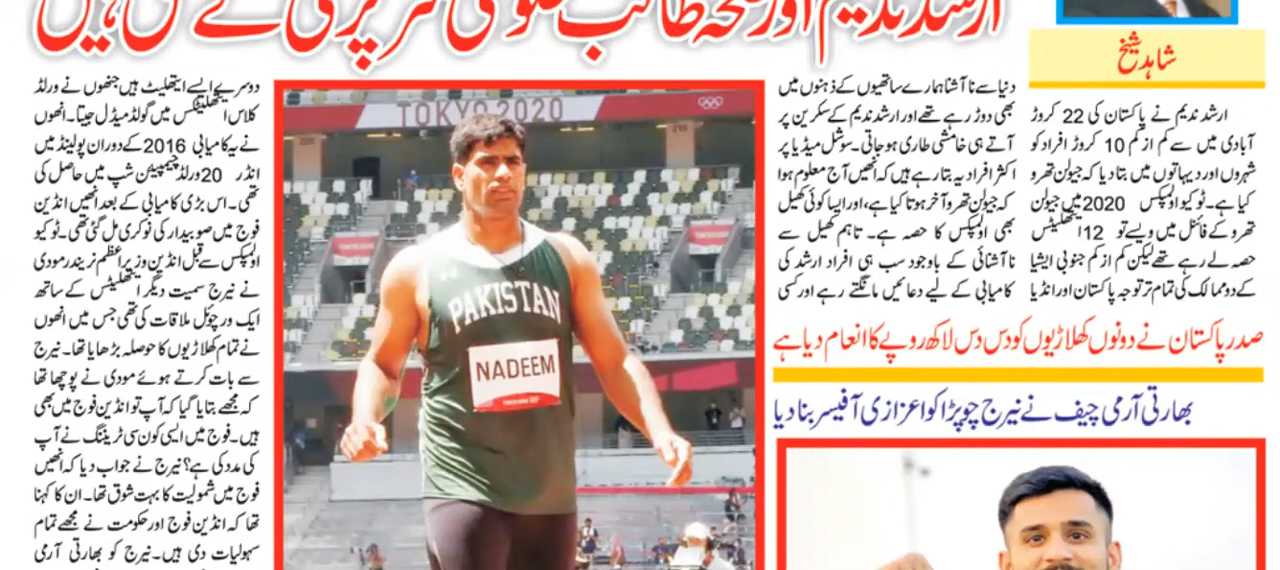 ارشد ندیم اور طلحہ طالب حکومتی سرپرستی کے مستحق ہیں
شاہد شیخ
ارشد ندیم نے پاکستان کی 22 کروڑ
آبادی میں سے کم از کم 10 کروڑ افراد کو
شہروں اور دیہاتوں میں بتا دیا کہ جیولن تھرو
کیا ہے۔ ٹوکیو اولمپکس 2020 میں جیولن
تھرو کے فائنل میں ویسے تو 12 ایتھلیٹس
حصہ لے رہے تھے لیکن کم از کم جنوبی ایشیا
کے دو ممالک کی تمام تر توجہ پاکستان اور انڈیا
دنیا سے نا آشنا ہمارے ساتھیوں کے ذہنوں میں
بھی دوڑ رہے تھے اور ارشد ندیم کے سکرین پر
آتے ہی خامشی طاری ہو جاتی۔ سوشل میڈیا پر
اکثر افراد یہ بتا رہے ہیں کہ انھیں آج معلوم ہوا
کہ جیولن تھرو آخر ہوتا کیا ہے، اور ایسا کوئی کھیل
بھی اولمپکس کا حصہ ہے۔ تاہم کھیل سے
نا آشنائی کے باوجود سب ہی افراد ارشد کی
کامیابی کے لیے دعائیں مانگتے رہے اور کسی
صدر پاکستان نے دونوں کھلاڑیوں کو دس دس لاکھ روپے کا انعام دیا ہے
بھارتی آرمی چیف نے نیرج چوپڑا کو اعزازی آفیسر بنا دیا
TOKYO 2020
PAKISTAN
NADEEM
دوسرے ایسے ایتھلیٹ ہیں جنھوں نے ورلڈ
کلاس ایتھلیٹکس میں گولڈ میڈل جیتا۔ انھوں
نے یہ کامیابی 2016 کے دوران پولینڈ میں
انڈر 20 ورلڈ چیمپیئن شپ میں حاصل کی
تھی۔ اس بڑی کامیابی کے بعد انھیں انڈین
فوج میں صوبیدار کی نوکری مل گئی تھی۔ ٹوکیو
اولمپکس سے قبل انڈین وزیر اعظم نریندر مودی
نے نیرج سمیت دیگر ایتھلیٹس کے ساتھ
ایک ورچوئل ملاقات کی تھی جس میں انھوں
نے تمام کھلاڑیوں کا حوصلہ بڑھایا تھا۔ نیرج
سے بات کرتے ہوئے مودی نے پوچھا تھا
کہ مجھے بتایا گیا کہ آپ تو انڈین فوج میں بھی
ہیں۔ فوج میں ایسی کون سی ٹریننگ نے آپ
کی مدد کی ہے؟ نیرج نے جواب دیا کہ انھیں
فوج میں شمولیت کا بہت شوق تھا۔ ان کا کہنا
تھا کہ انڈین فوج اور حکومت نے مجھے تمام
سہولیات دی ہیں۔ نیرج کو بھارتی آرمی